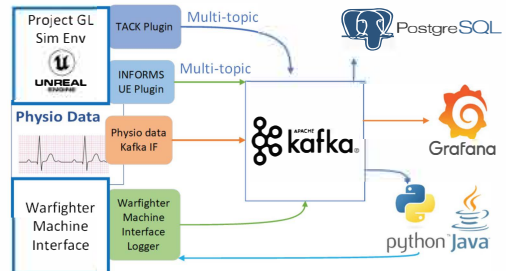 Project GL
Sim Env
UNREAL
ENGINE
TACK Plugin
Multi-topic
INFORMS
UE Plugin
Multi-topic
Physio Data
Physio data
Kafka IF
Warfighter
Machine
Interface
Warfighter
Machine
Interface
Logger
APACHE
kafka®
PostgreSQL
Grafana
python™
Java